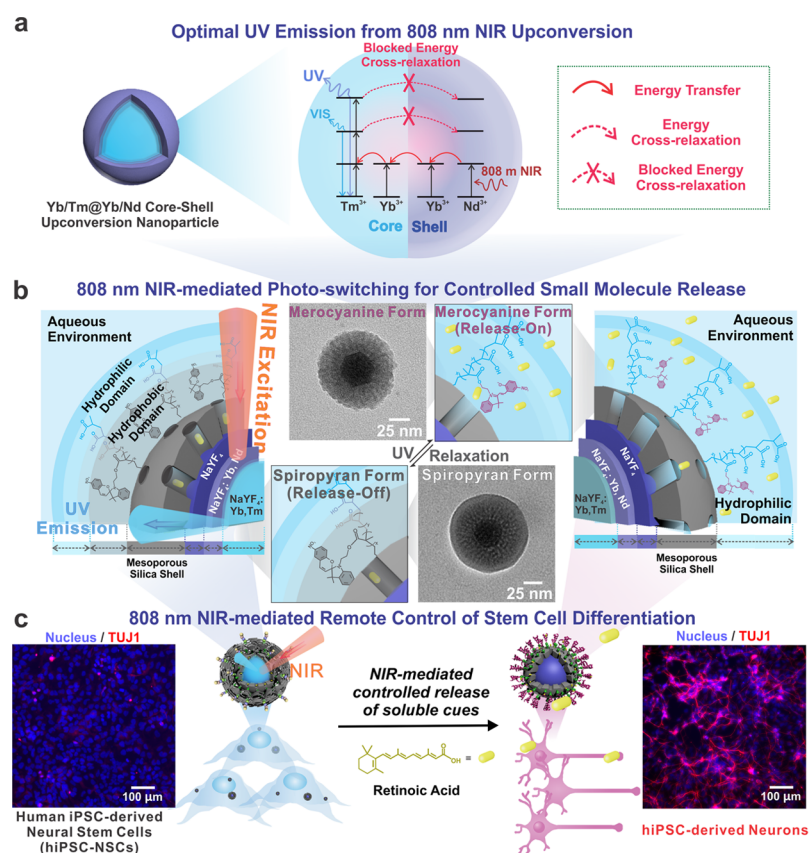 a
Optimal UV Emission from 808 nm NIR Upconversion
Blocked Energy
Cross-relaxation
UV
VIS
808 m NIR
Tm3+
Yb3+
Yb3+
Nd3+
Core
Shell
Yb/Tm@Yb/Nd Core-Shell
Upconversion Nanoparticle
Energy Transfer
Energy
Cross-relaxation
Blocked Energy
Cross-relaxation
b
808 nm NIR-mediated Photo-switching for Controlled Small Molecule Release
Aqueous
Environment
Hydrophilic
Domain
Hydrophobic
Domain
NIR Excitation
NaYF4
NaYF4: Yb,Nd
NaYF4:
Yb,Tm
UV
Emission
Mesoporous
Silica Shell
Merocyanine Form
25 nm
Merocyanine Form
(Release-On)
UV
Relaxation
Spiropyran Form
(Release-Off)
Spiropyran Form
25 nm
Aqueous
Environment
NaYF4
NaYF4: Yb,Nd
NaYF4:
Yb,Tm
Hydrophilic
Domain
Mesoporous
Silica Shell
c
808 nm NIR-mediated Remote Control of Stem Cell Differentiation
Nucleus / TUJ1
100 µm
Human iPSC-derived
Neural Stem Cells
(hiPSC-NSCs)
NIR
NIR-mediated
controlled release
of soluble cues
OH
O
=
Retinoic Acid
Nucleus / TUJ1
100 µm
hiPSC-derived Neurons